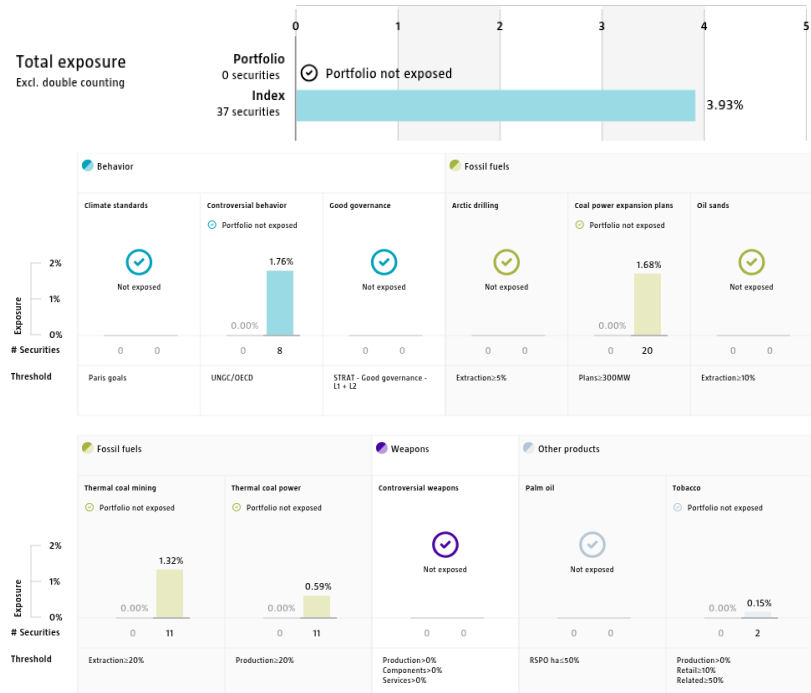 0 1 2 3 4 5
Total exposure
Excl. double counting
Portfolio
0 securities
Portfolio not exposed
Index
37 securities
3.93%
Behavior
Fossil fuels
Climate standards
Controversial behavior
Good governance
Arctic drilling
Coal power expansion plans
Oil sands
Portfolio not exposed
Portfolio not exposed
Not exposed
Not exposed
Not exposed
Not exposed
Exposure
2%
1%
0%
0.00%
1.76%
0.00%
1.68%
# Securities
0 0
0 8
0 0
0 0
0 20
0 0
Threshold
Paris goals
UNGC/OECD
STRAT - Good governance -
L1 + L2
Extraction≥5%
Plans≥300MW
Extraction≥10%
Fossil fuels
Weapons
Other products
Thermal coal mining
Thermal coal power
Controversial weapons
Palm oil
Tobacco
Portfolio not exposed
Portfolio not exposed
Portfolio not exposed
Not exposed
Not exposed
Exposure
2%
1%
0%
0.00%
1.32%
0.00%
0.59%
0.00%
0.15%
# Securities
0 11
0 11
0 0
0 0
0 2
Threshold
Extraction≥20%
Production≥20%
Production>0%
Components>0%
Services>0%
RSPO ha≤50%
Production>0%
Retail≥10%
Related≥50%